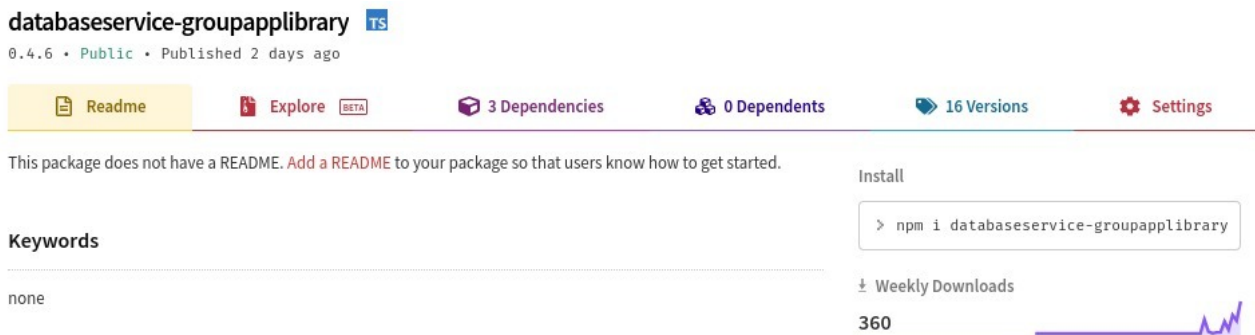 databaseservice-groupapplibrary TS
0.4.6 • Public • Published 2 days ago
Readme
Explore BETA
3 Dependencies
0 Dependents
16 Versions
Settings
This package does not have a README. Add a README to your package so that users know how to get started.
Keywords
none
Install
> npm i databaseservice-groupapplibrary
Weekly Downloads
360